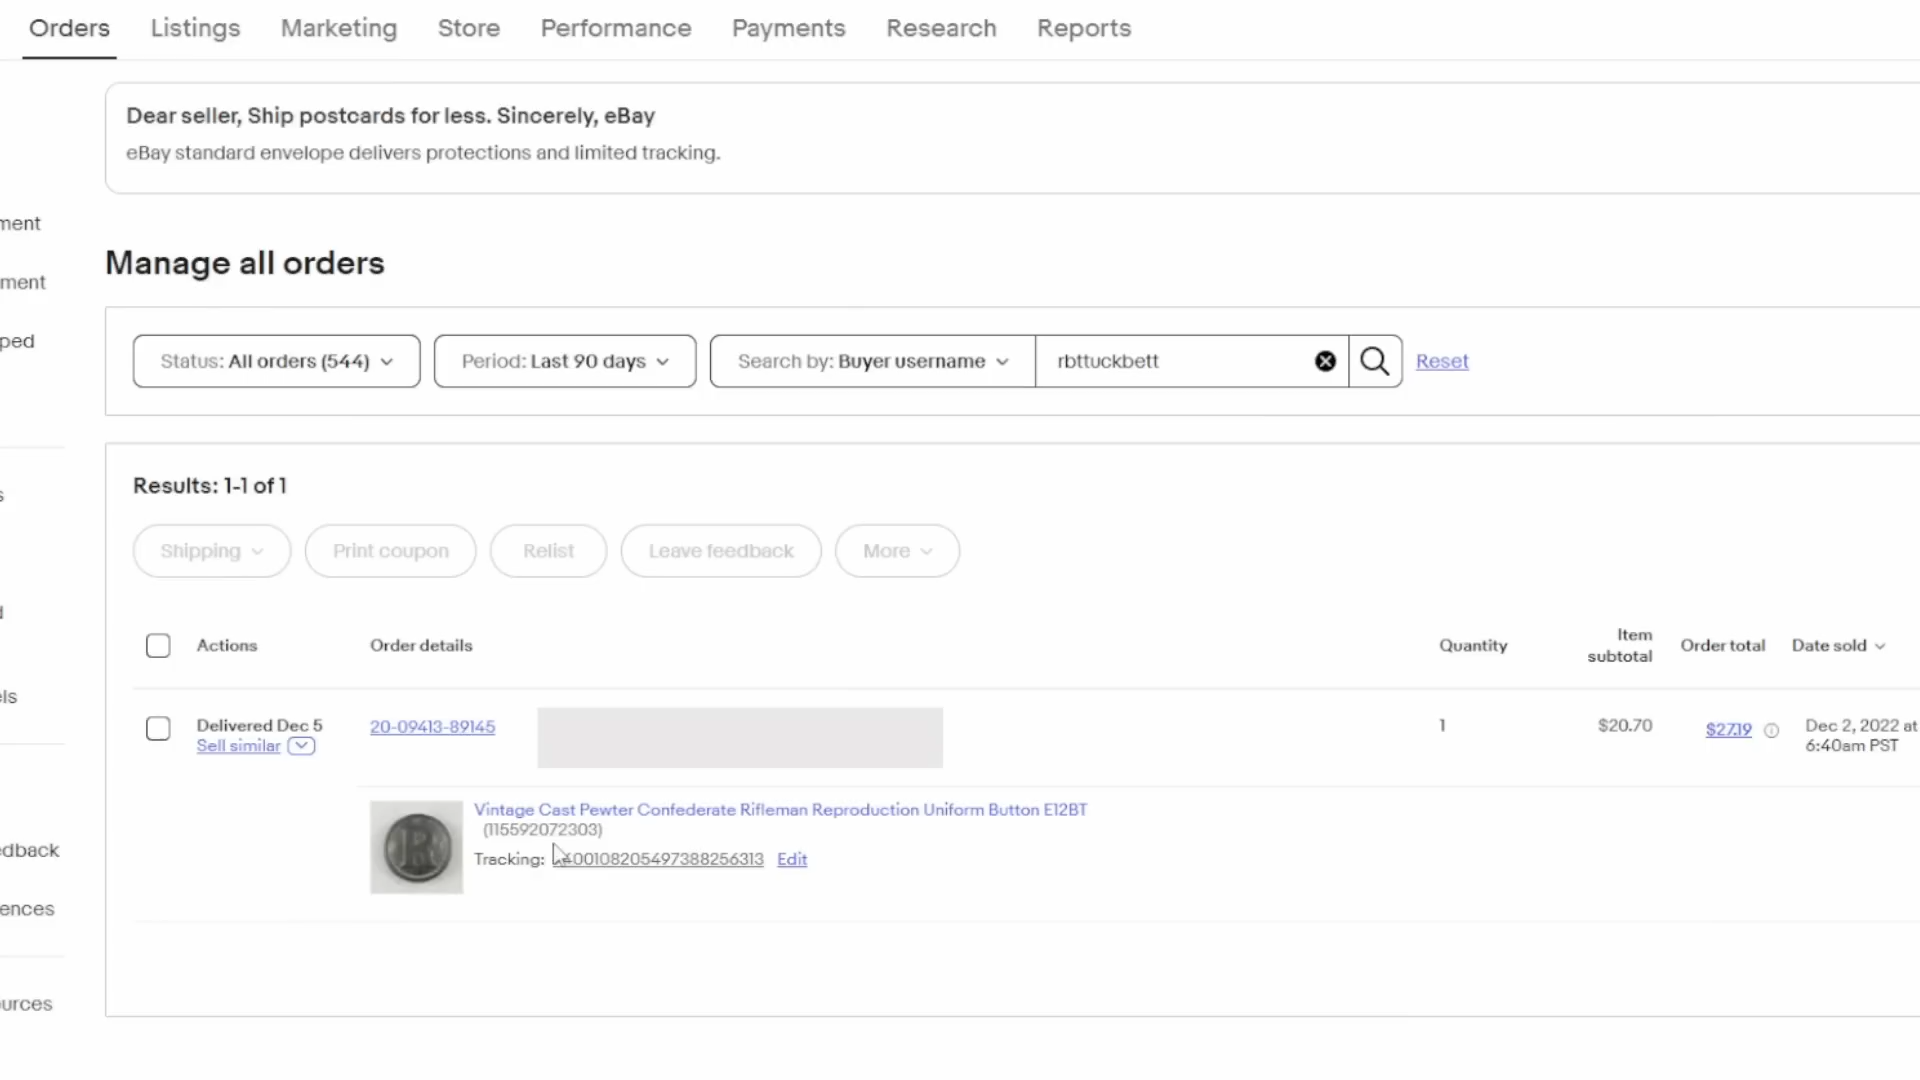 Orders Listings Marketing Store Performance Payments Research Reports
Dear seller, Ship postcards for less. Sincerely, eBay
eBay standard envelope delivers protections and limited tracking.
ment
ment
ped
s
d
els
edback
ences
ources
Manage all orders
Status: All orders (544) Period: Last 90 days Search by: Buyer username rbttuckbett Reset
Results: 1-1 of 1
Shipping Print coupon Relist Leave feedback More
Actions Order details Quantity Item subtotal Order total Date sold
Delivered Dec 5 20-09413-89145 1 $20.70 $27.19 Dec 2, 2022 at
Sell similar 6:40am PST
R
Vintage Cast Pewter Confederate Rifleman Reproduction Uniform Button E12BT
(115592072303)
Tracking: Edit